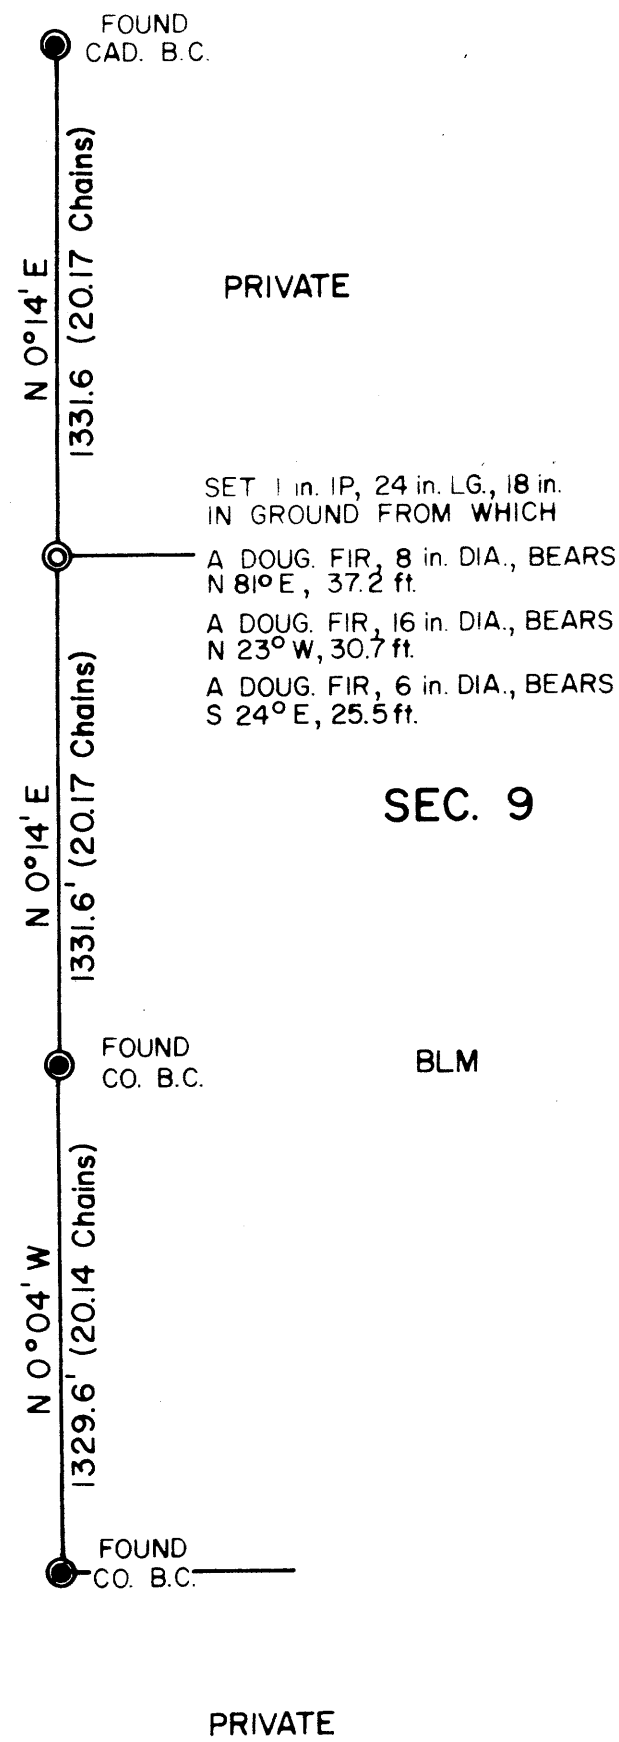 FOUND
CAD. B.C.
N 0°14' E
1331.6 (20.17 Chains)
PRIVATE
SET 1 in. IP, 24 in. LG., 18 in.
IN GROUND FROM WHICH
A DOUG. FIR, 8 in. DIA., BEARS
N 81° E, 37.2 ft.
A DOUG. FIR, 16 in. DIA., BEARS
N 23° W, 30.7 ft.
A DOUG. FIR, 6 in. DIA., BEARS
S 24° E, 25.5 ft.
N 0°14' E
1331.6' (20.17 Chains)
SEC. 9
FOUND
CO. B.C.
BLM
N 0°04' W
1329.6' (20.14 Chains)
FOUND
CO. B.C.
PRIVATE